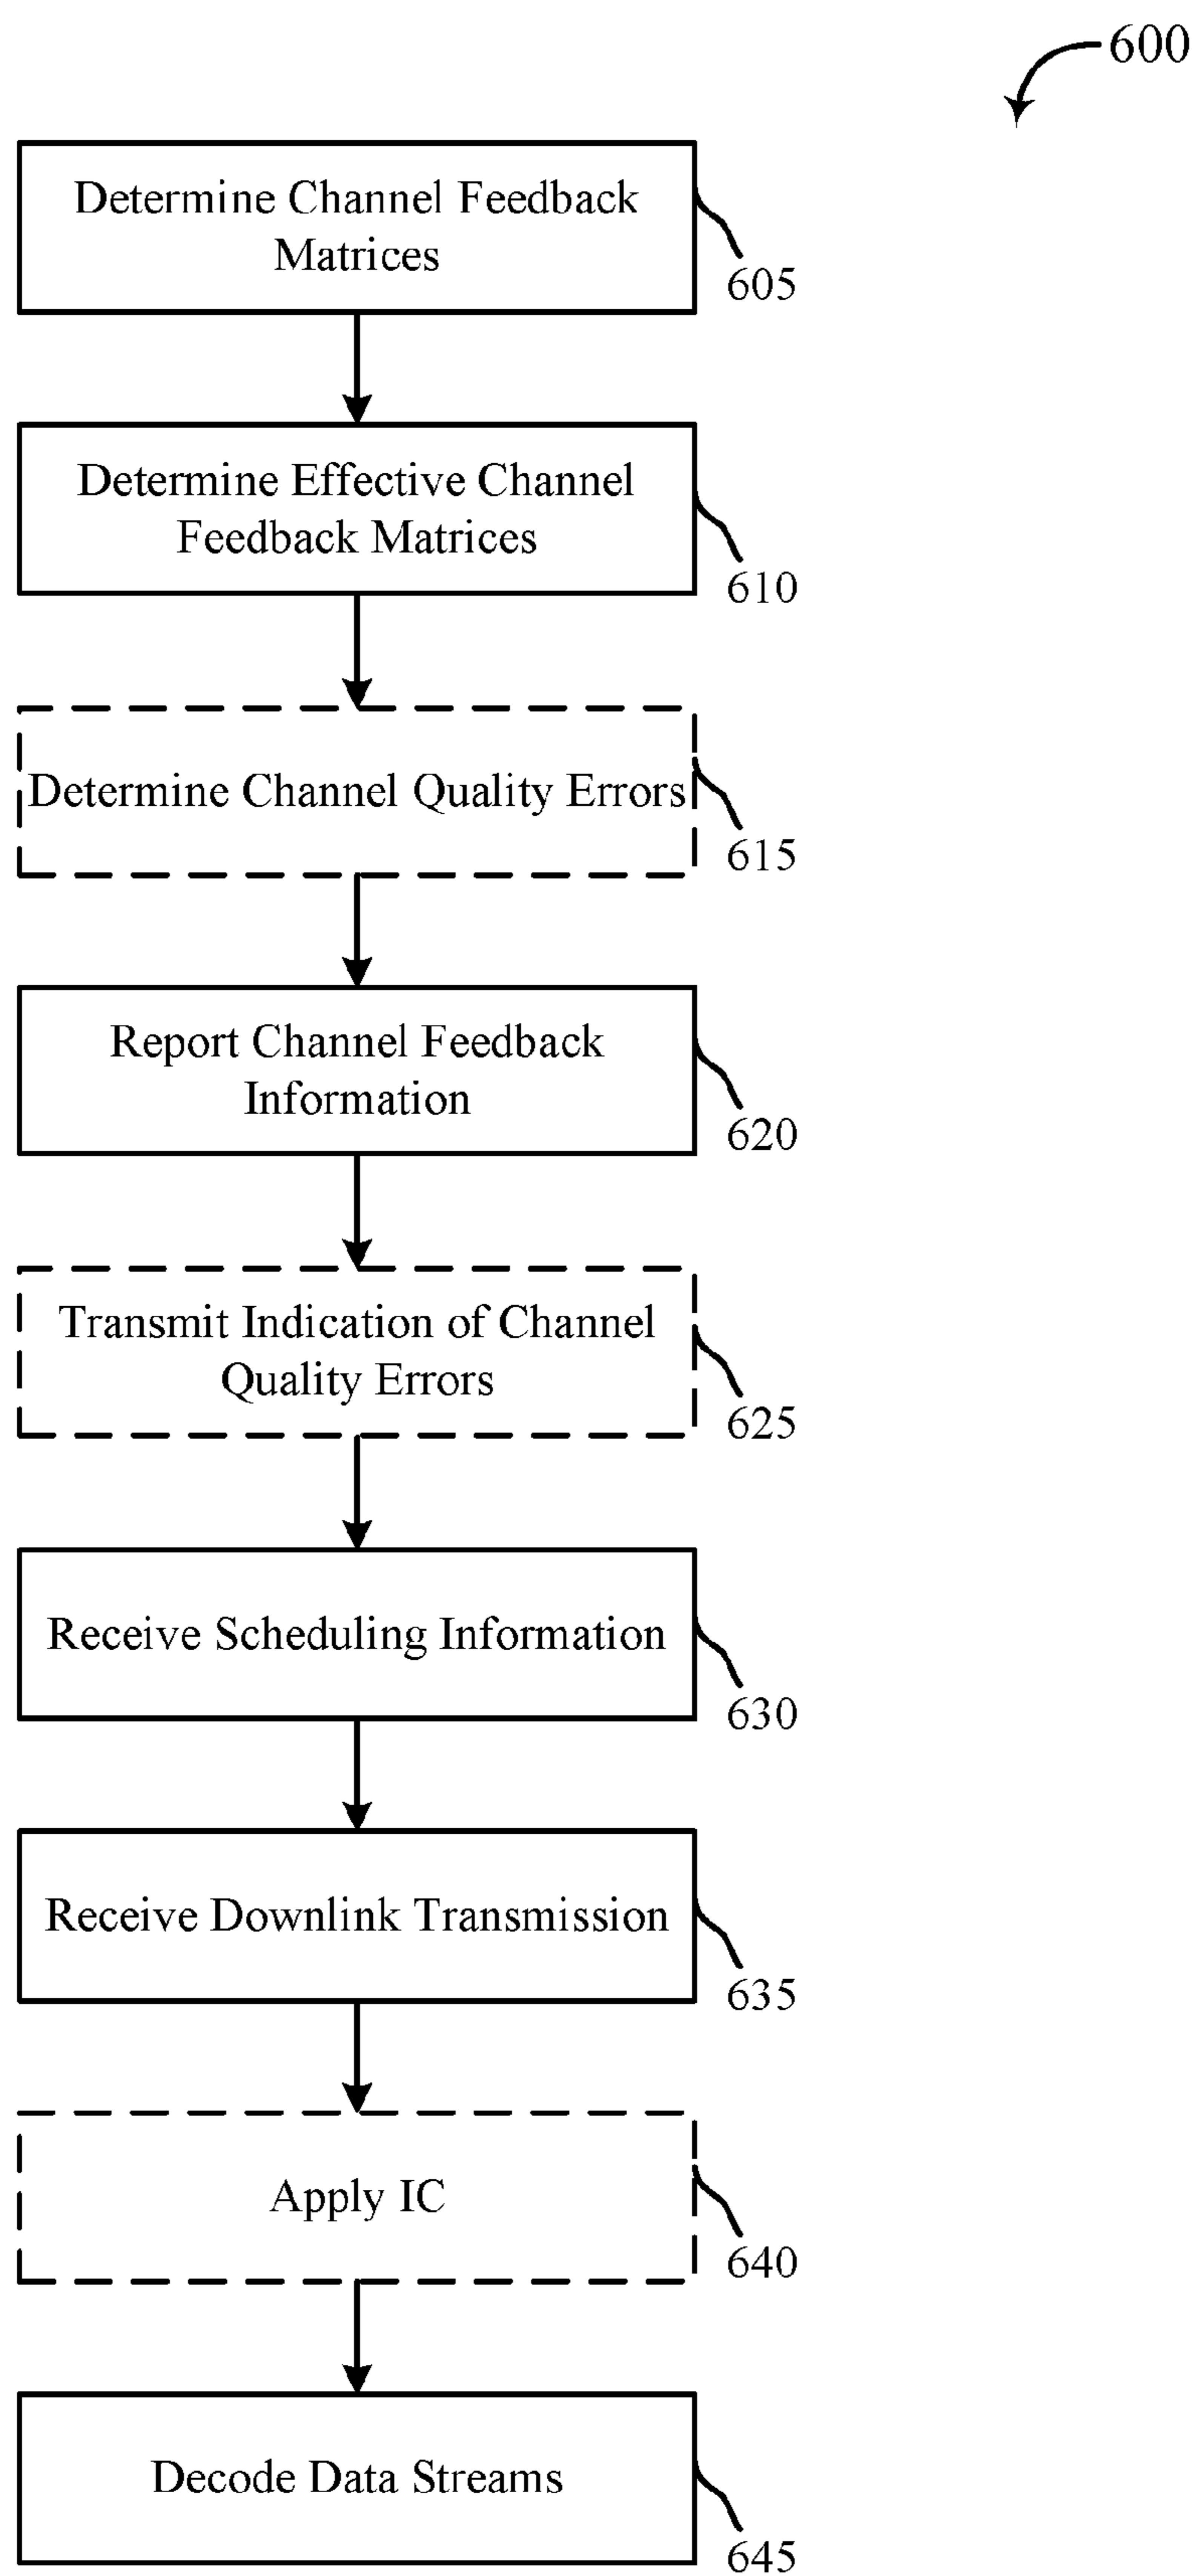 600
Determine Channel Feedback
Matrices
605
Determine Effective Channel
Feedback Matrices
610
Determine Channel Quality Errors
615
Report Channel Feedback
Information
620
Transmit Indication of Channel
Quality Errors
625
Receive Scheduling Information
630
Receive Downlink Transmission
635
Apply IC
640
Decode Data Streams
645